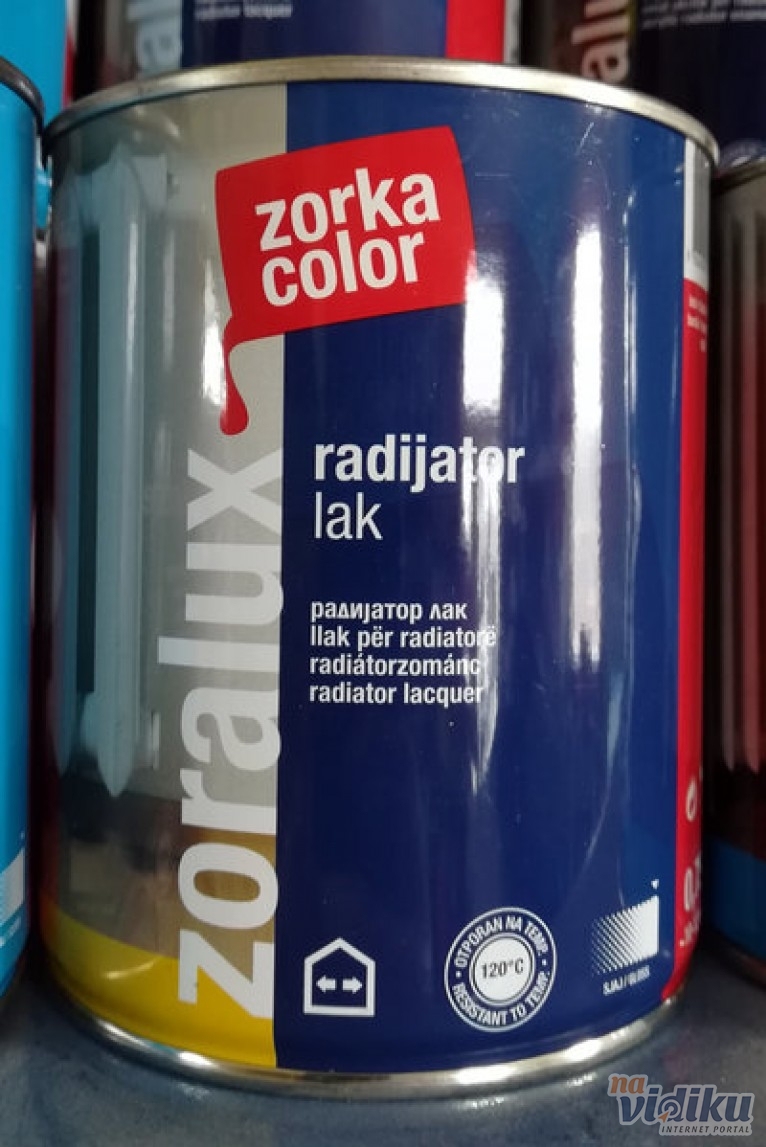 zorka
color
zoralux
radijator
lak
радијатор лак
llak për radiatorë
radiátorzománc
radiator lacquer
OTPORAN NA TEMP.
120°C
RESISTANT TO TEMP.
SJAJ / GLOSS
na
vidiku
INTERNET PORTAL